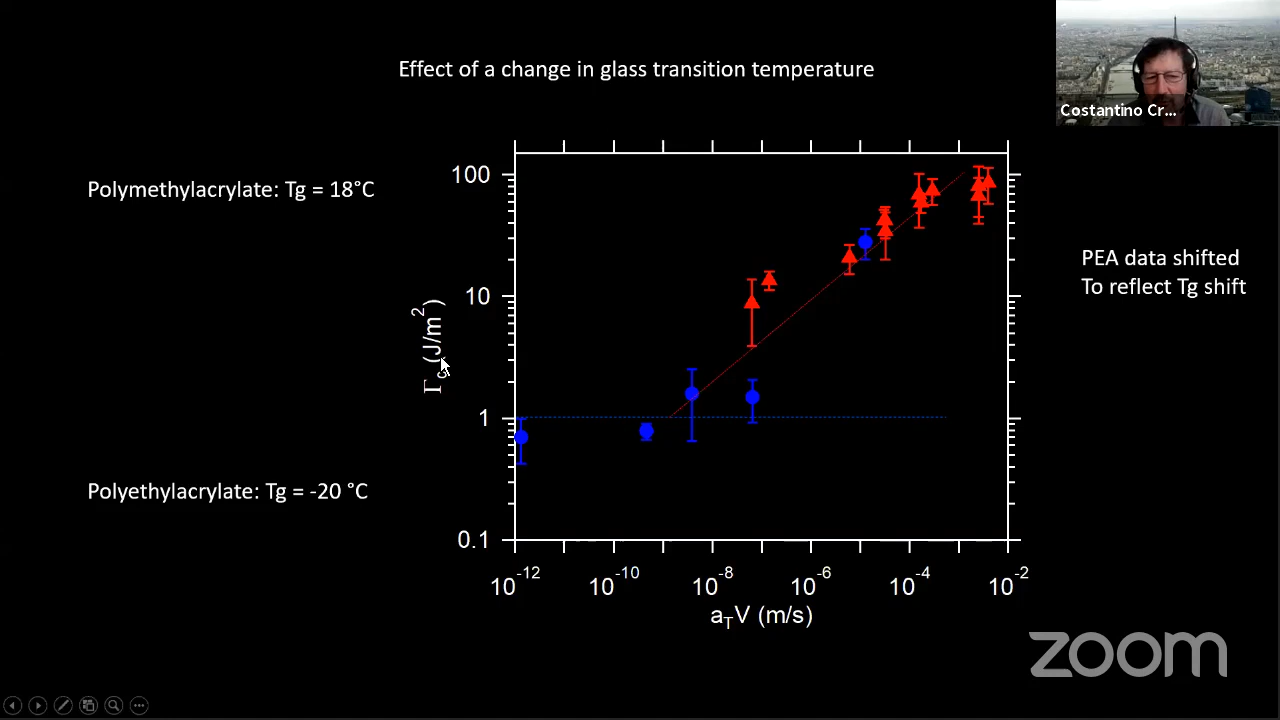 Effect of a change in glass transition temperature
Costantino Cr...
Polymethylacrylate: Tg = 18°C
Polyethylacrylate: Tg = -20 °C
PEA data shifted
To reflect Tg shift
100
10
1
0.1
Γc (J/m²)
10⁻¹² 10⁻¹⁰ 10⁻⁸ 10⁻⁶ 10⁻⁴ 10⁻²
aTV (m/s)
zoom